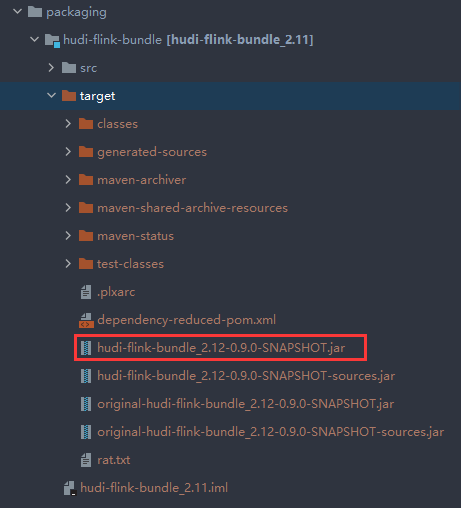 packaging
hudi-flink-bundle [hudi-flink-bundle_2.11]
src
target
classes
generated-sources
maven-archiver
maven-shared-archive-resources
maven-status
test-classes
.plxarc
dependency-reduced-pom.xml
hudi-flink-bundle_2.12-0.9.0-SNAPSHOT.jar
hudi-flink-bundle_2.12-0.9.0-SNAPSHOT-sources.jar
original-hudi-flink-bundle_2.12-0.9.0-SNAPSHOT.jar
original-hudi-flink-bundle_2.12-0.9.0-SNAPSHOT-sources.jar
rat.txt
hudi-flink-bundle_2.11.iml